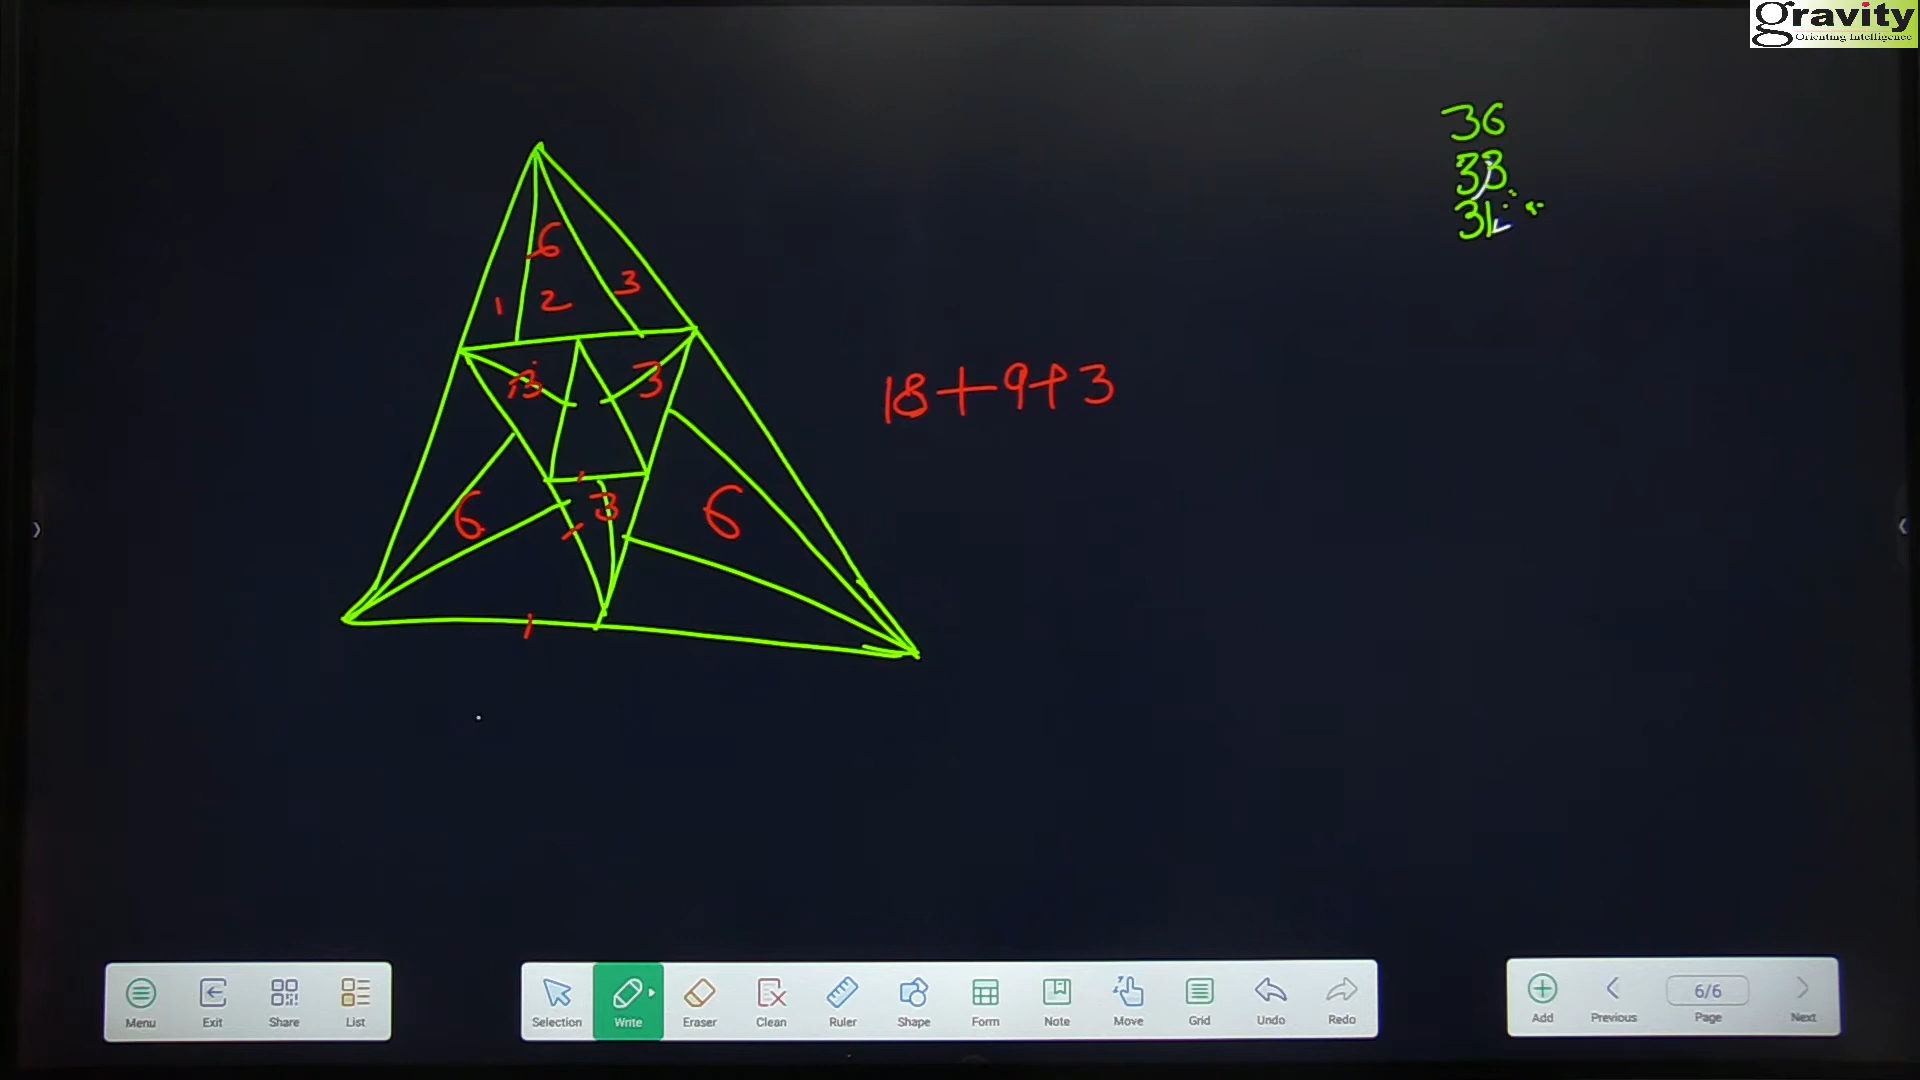 gravity
Orienting Intelligence
36
33
31
6
1 2 3
3 3
18+9+3
6 3 6
Menu Exit Share List
Selection Write Eraser Clean Ruler Shape Form Note Move Grid Undo Redo
Add Previous 6/6 Page Next